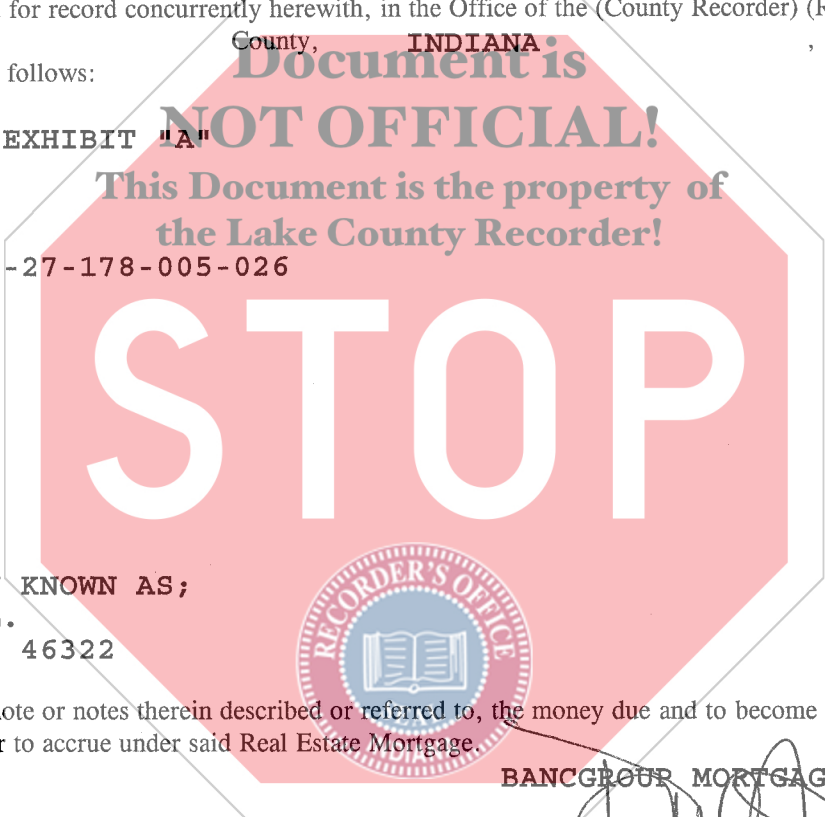 for record concurrently herewith, in the Office of the (County Recorder) (R
County, INDIANA ,
Document is
follows:
NOT OFFICIAL!
EXHIBIT "A"
This Document is the property of
the Lake County Recorder!
-27-178-005-026
STOP
RECORDER'S OFFICE
KNOWN AS;
46322
ote or notes therein described or referred to, the money due and to become
r to accrue under said Real Estate Mortgage.
INDIANA
BANCGROUP MORTGAG